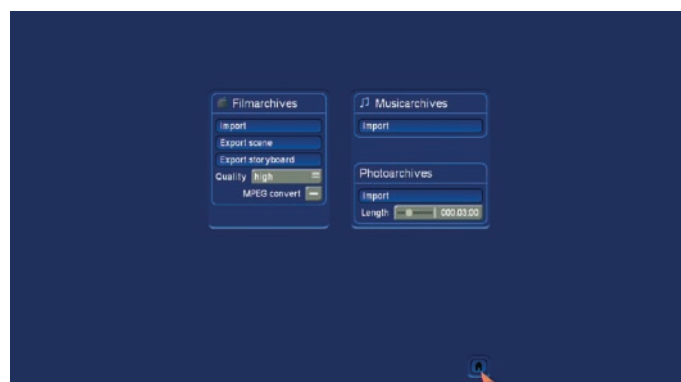 Filmarchives
Import
Export scene
Export storyboard
Quality high
MPEG convert
Musicarchives
Import
Photoarchives
Import
Length 000.03.00